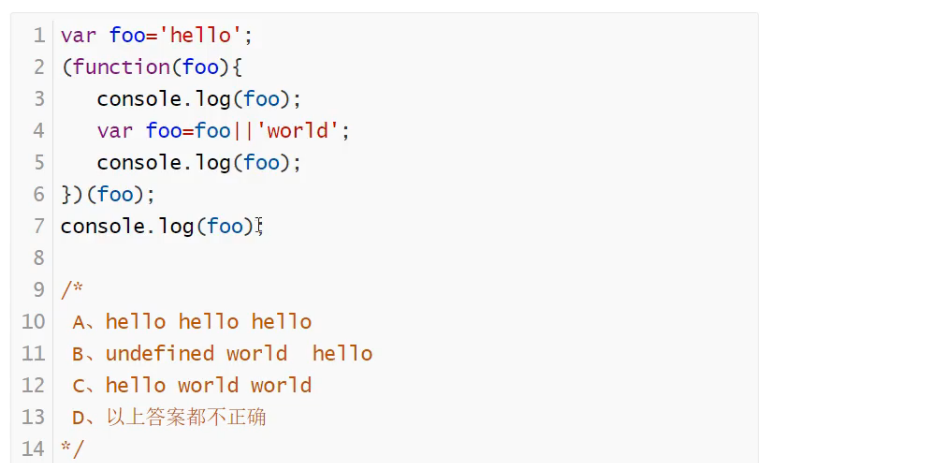 1 var foo='hello';
2 (function(foo){
3    console.log(foo);
4    var foo=foo||'world';
5    console.log(foo);
6 })(foo);
7 console.log(foo);
8
9 /*
10  A、hello hello hello
11  B、undefined world  hello
12  C、hello world world
13  D、以上答案都不正确
14 */